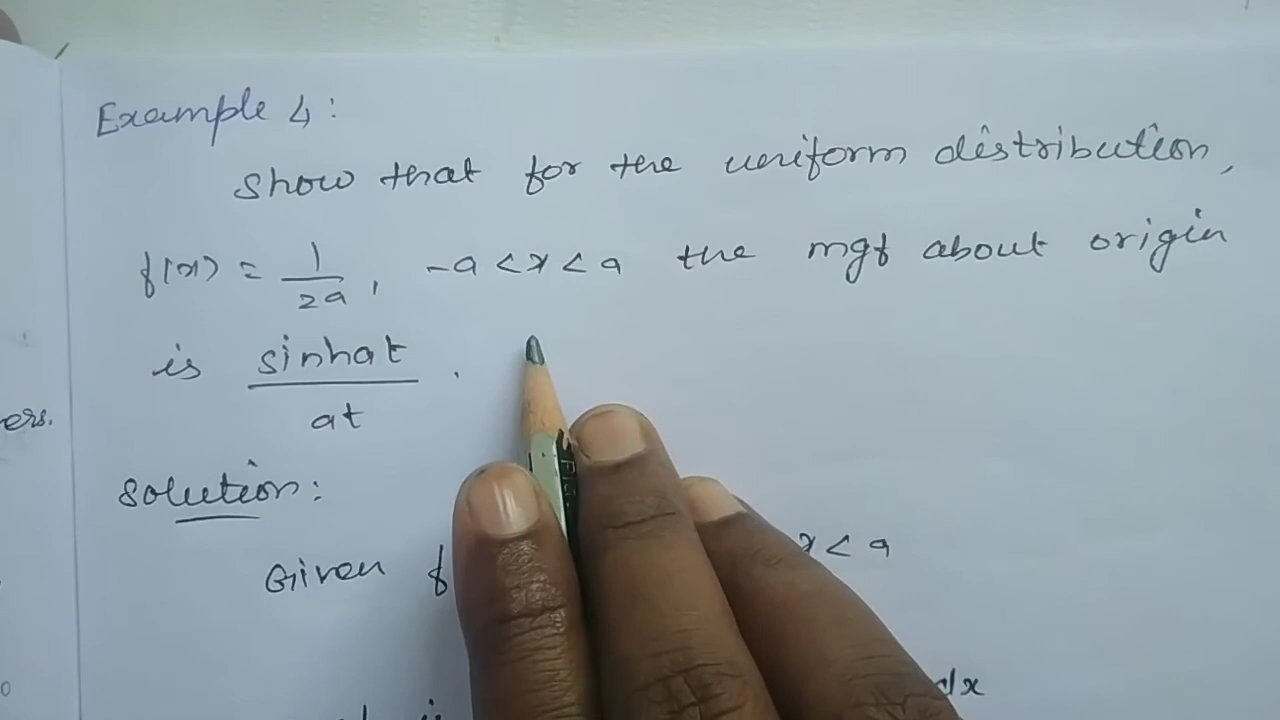 Example 4:
Show that for the uniform distribution,
f(x) = 1/2a, -a < x < a the mgf about origin
is sinhat/at .
ers.
Solution:
Given f x < a
dx